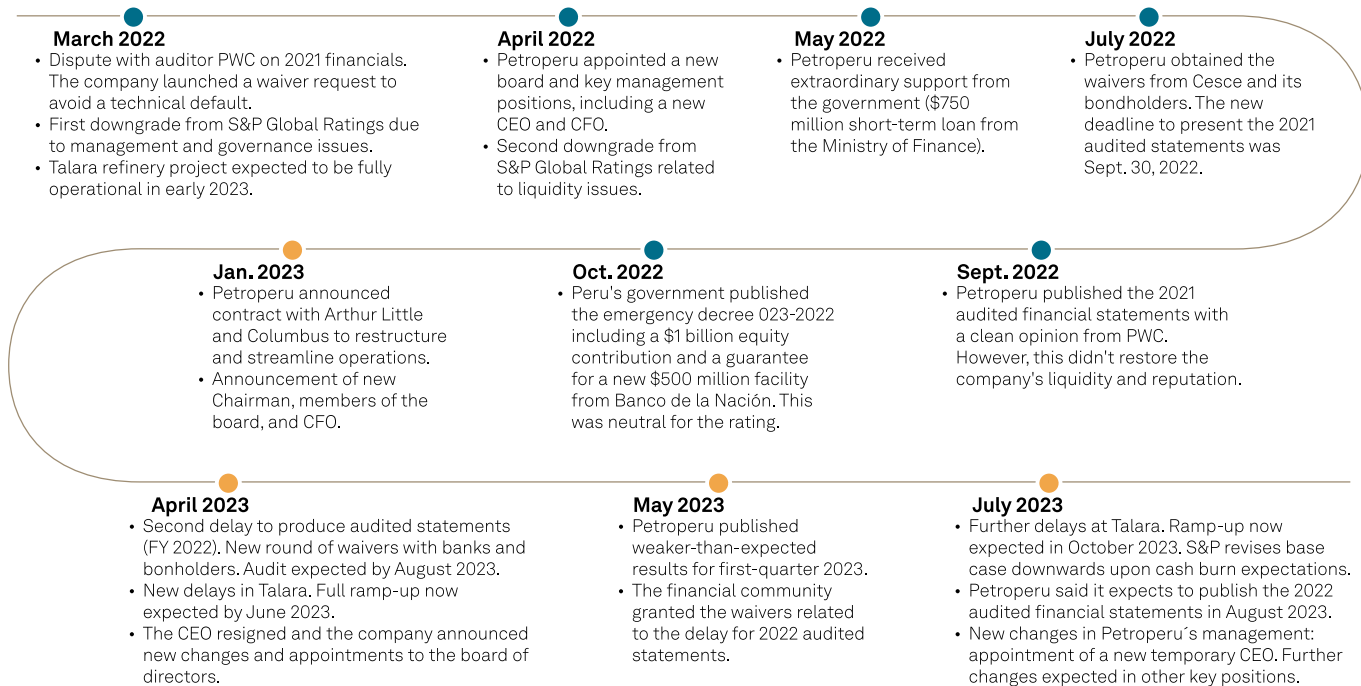 March 2022
• Dispute with auditor PWC on 2021 financials.
The company launched a waiver request to
avoid a technical default.
• First downgrade from S&P Global Ratings due
to management and governance issues.
• Talara refinery project expected to be fully
operational in early 2023.
April 2022
• Petroperu appointed a new
board and key management
positions, including a new
CEO and CFO.
• Second downgrade from
S&P Global Ratings related
to liquidity issues.
May 2022
• Petroperu received
extraordinary support from
the government ($750
million short-term loan from
the Ministry of Finance).
July 2022
• Petroperu obtained the
waivers from Cesce and its
bondholders. The new
deadline to present the 2021
audited statements was
Sept. 30, 2022.
Jan. 2023
• Petroperu announced
contract with Arthur Little
and Columbus to restructure
and streamline operations.
• Announcement of new
Chairman, members of the
board, and CFO.
Oct. 2022
• Peru's government published
the emergency decree 023-2022
including a $1 billion equity
contribution and a guarantee
for a new $500 million facility
from Banco de la Nación. This
was neutral for the rating.
Sept. 2022
• Petroperu published the 2021
audited financial statements with
a clean opinion from PWC.
However, this didn't restore the
company's liquidity and reputation.
April 2023
• Second delay to produce audited statements
(FY 2022). New round of waivers with banks and
bonholders. Audit expected by August 2023.
• New delays in Talara. Full ramp-up now
expected by June 2023.
• The CEO resigned and the company announced
new changes and appointments to the board of
directors.
May 2023
• Petroperu published
weaker-than-expected
results for first-quarter 2023.
• The financial community
granted the waivers related
to the delay for 2022 audited
statements.
July 2023
• Further delays at Talara. Ramp-up now
expected in October 2023. S&P revises base
case downwards upon cash burn expectations.
• Petroperu said it expects to publish the 2022
audited financial statements in August 2023.
• New changes in Petroperu´s management:
appointment of a new temporary CEO. Further
changes expected in other key positions.